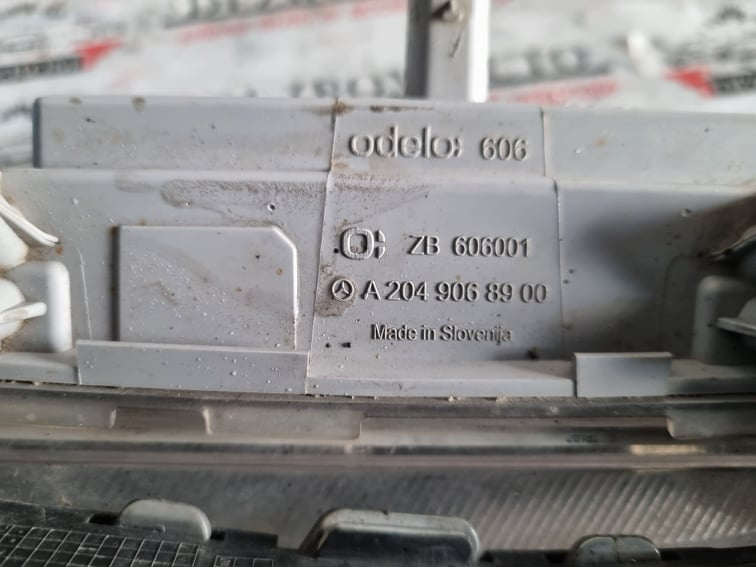 odelo: 606
ZB 606001
A 204 906 89 00
Made in Slovenija